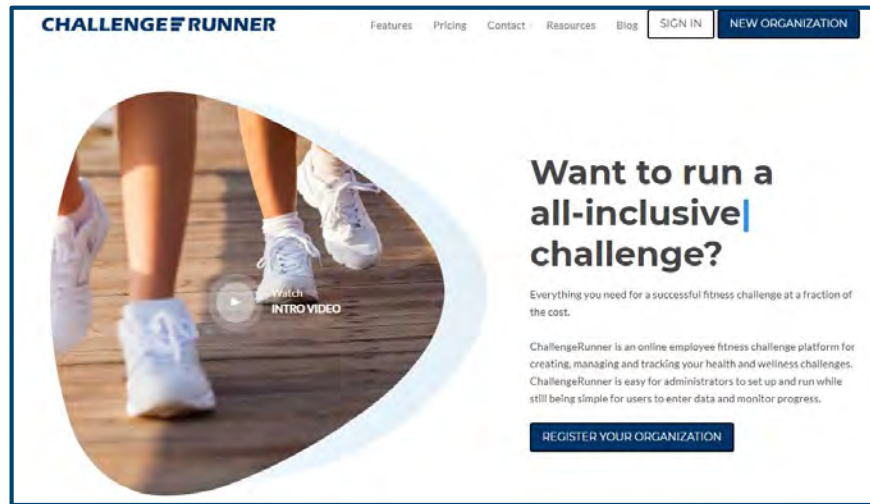 CHALLENGE RUNNER
Features Pricing Contact Resources Blog SIGN IN NEW ORGANIZATION
Want to run a
all-inclusive|
challenge?
Watch
INTRO VIDEO
Everything you need for a successful fitness challenge at a fraction of
the cost.
ChallengeRunner is an online employee fitness challenge platform for
creating, managing and tracking your health and wellness challenges.
ChallengeRunner is easy for administrators to set up and run while
still being simple for users to enter data and monitor progress.
REGISTER YOUR ORGANIZATION